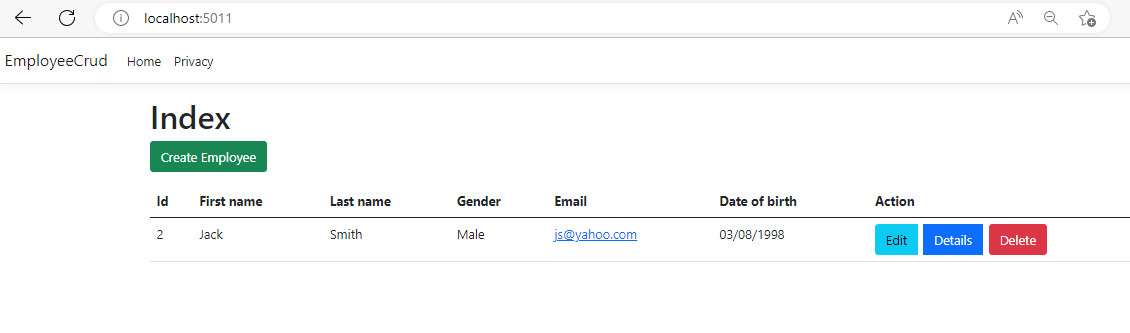 localhost:5011
EmployeeCrud Home Privacy
Index
Create Employee
Id First name Last name Gender Email Date of birth Action
2 Jack Smith Male js@yahoo.com 03/08/1998 Edit Details Delete